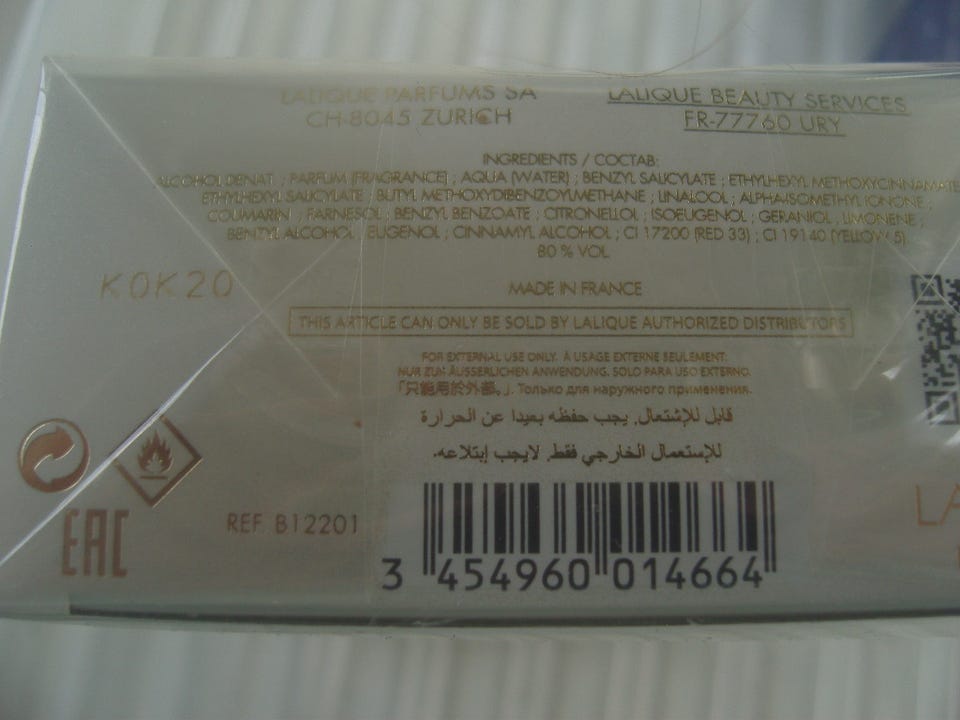 LALIQUE PARFUMS SA
CH-8045 ZURICH
LALIQUE BEAUTY SERVICES
FR-77760 URY
INGREDIENTS / COCTAB:
ALCOHOL DENAT ; PARFUM (FRAGRANCE) ; AQUA (WATER) ; BENZYL SALICYLATE ; ETHYLHEXYL METHOXYCINNAMATE
ETHYLHEXYL SALICYLATE ; BUTYL METHOXYDIBENZOYLMETHANE ; LINALOOL ; ALPHA-ISOMETHYL IONONE ;
COUMARIN ; FARNESOL ; BENZYL BENZOATE ; CITRONELLOL ; ISOEUGENOL ; GERANIOL ; LIMONENE ;
BENZYL ALCOHOL ; EUGENOL ; CINNAMYL ALCOHOL ; CI 17200 (RED 33) ; CI 19140 (YELLOW 5)
80 % VOL
K0K20
MADE IN FRANCE
THIS ARTICLE CAN ONLY BE SOLD BY LALIQUE AUTHORIZED DISTRIBUTORS
FOR EXTERNAL USE ONLY. À USAGE EXTERNE SEULEMENT.
NUR ZUM ÄUSSERLICHEN ANWENDUNG. SOLO PARA USO EXTERNO.
「只能用於外部。」. Только для наружного применения.
قابل للإشتعال, يجب حفظه بعيدا عن الحرارة
للإستعمال الخارجي فقط, لايجب إبتلاعه.
EAC
REF. B12201
3 454960 014664
LA